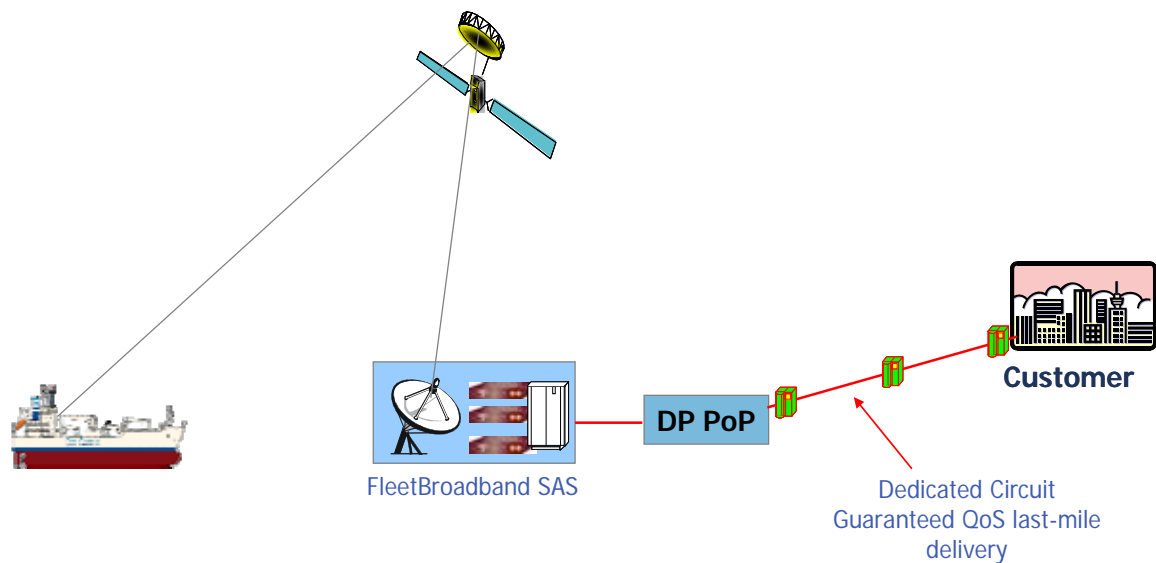 Customer
DP PoP
FleetBroadband SAS
Dedicated Circuit
Guaranteed QoS last-mile
delivery